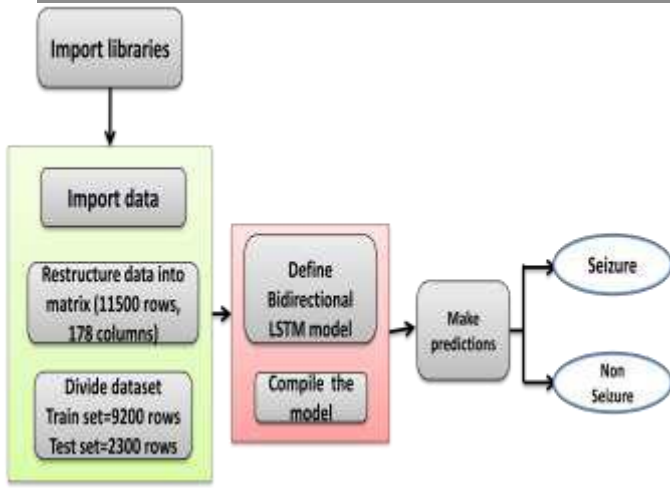 Import libraries
Import data
Restructure data into
matrix (11500 rows,
178 columns)
Divide dataset
Train set=9200 rows
Test set=2300 rows
Define
Bidirectional
LSTM model
Compile the
model
Make
predictions
Seizure
Non
Seizure